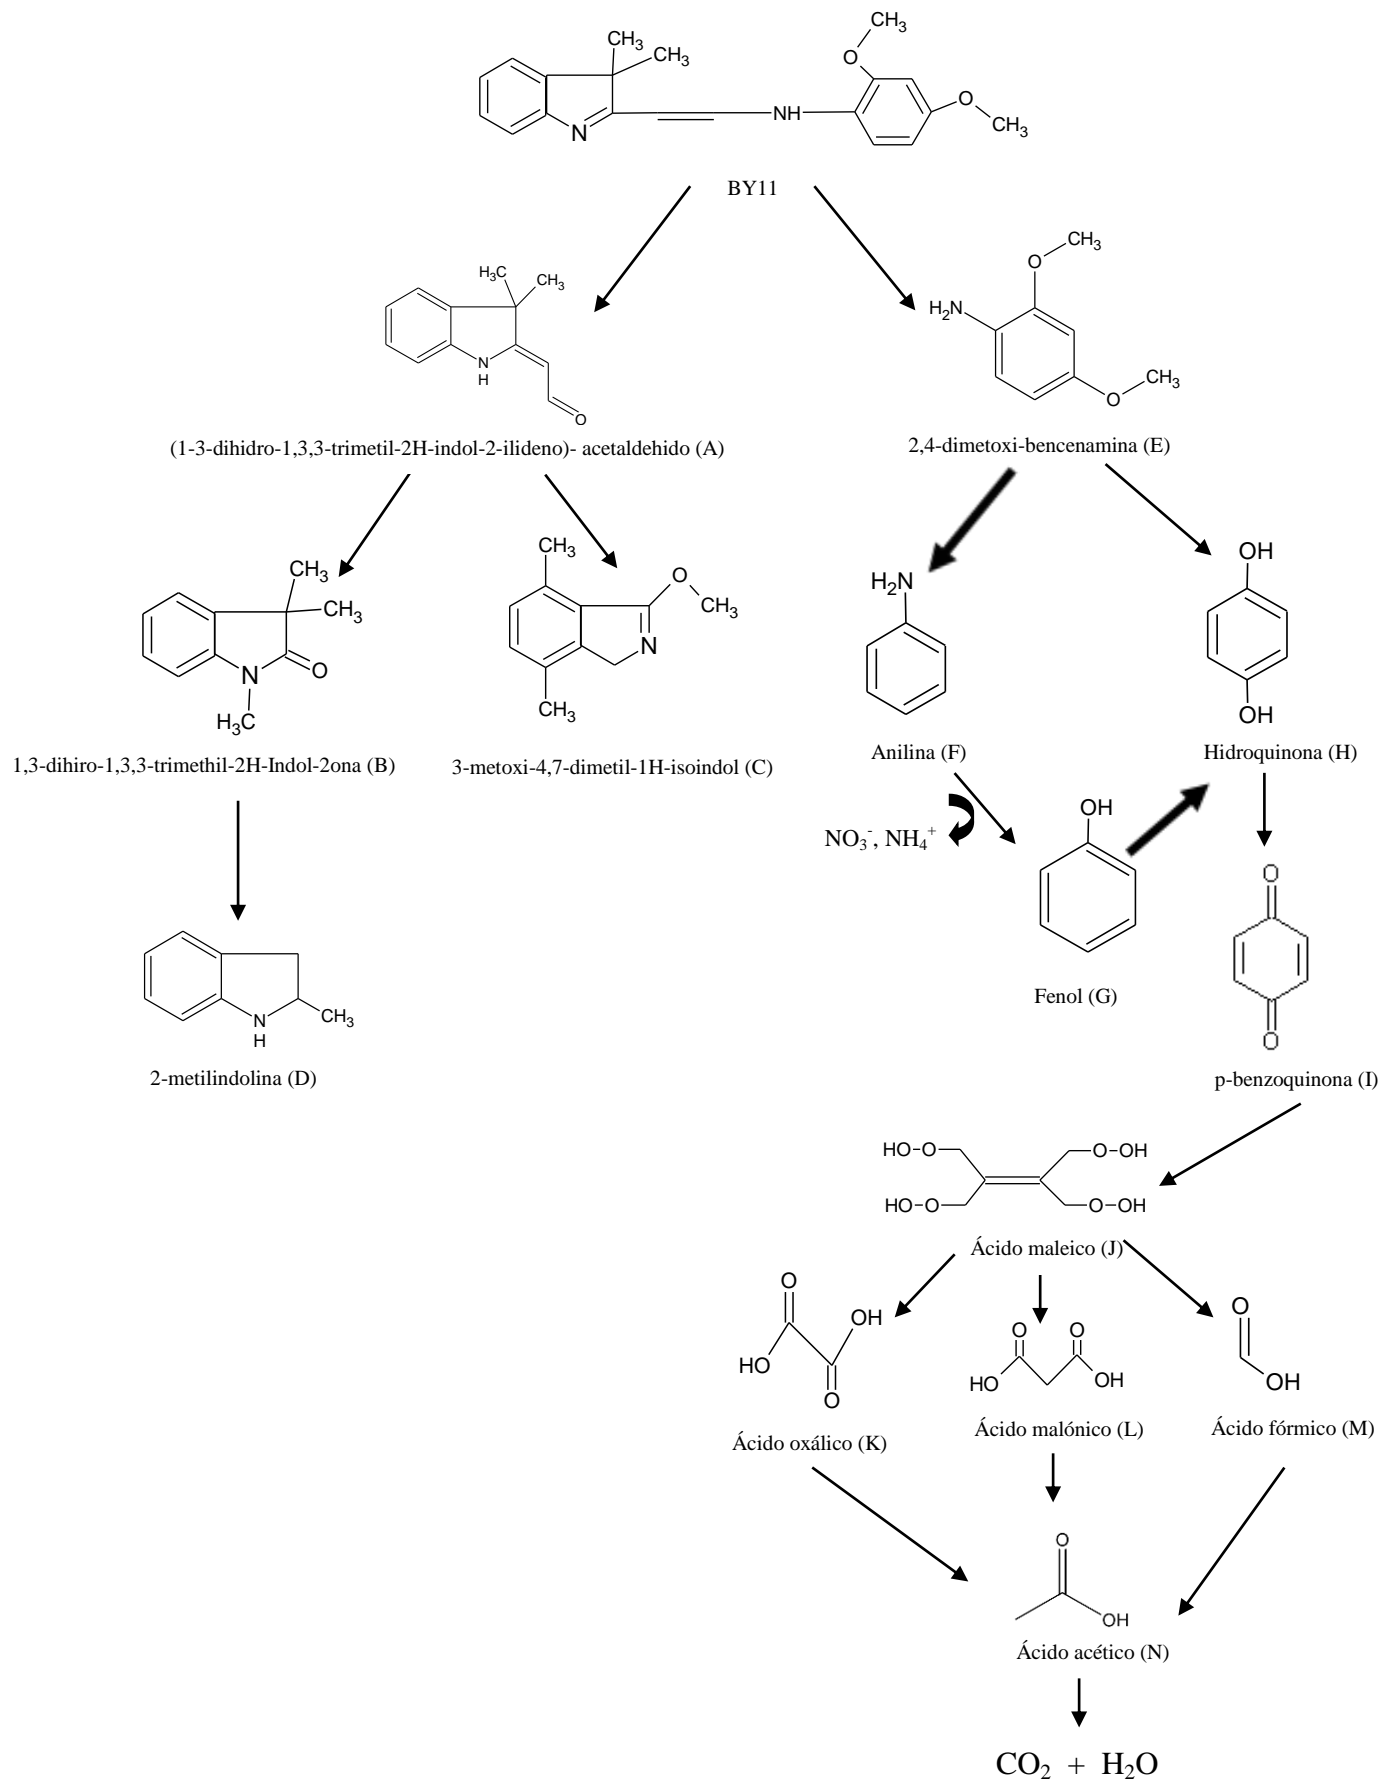 CH₃
CH₃
CH₃
O
O
CH₃
NH
N
BY11
H₃C
CH₃
N
H
O
CH₃
O
H₂N
O
CH₃
(1-3-dihidro-1,3,3-trimetil-2H-indol-2-ilideno)- acetaldehido (A)
2,4-dimetoxi-bencenamina (E)
CH₃
CH₃
N
O
H₃C
CH₃
O
CH₃
N
CH₃
H₂N
OH
OH
1,3-dihiro-1,3,3-trimethil-2H-Indol-2ona (B)
3-metoxi-4,7-dimetil-1H-isoindol (C)
Anilina (F)
Hidroquinona (H)
NO₃⁻, NH₄⁺
OH
Fenol (G)
O
O
N
H
CH₃
2-metilindolina (D)
p-benzoquinona (I)
HO-O
O-OH
HO-O
O-OH
Ácido maleico (J)
O
OH
HO
O
O
O
HO
OH
O
OH
Ácido oxálico (K)
Ácido malónico (L)
Ácido fórmico (M)
O
OH
Ácido acético (N)
CO₂ + H₂O